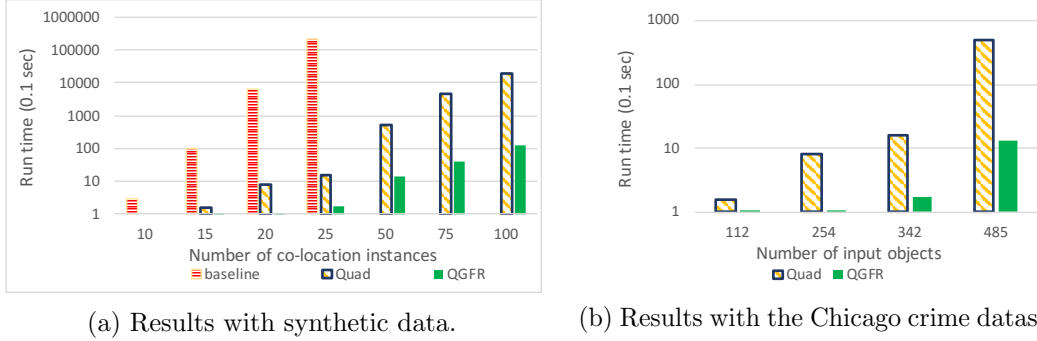 1000000
100000
10000
1000
100
10
1
Run time (0.1 sec)
10 15 20 25 50 75 100
Number of co-location instances
baseline Quad QGFR
(a) Results with synthetic data.
1000
100
10
1
Run time (0.1 sec)
112 254 342 485
Number of input objects
Quad QGFR
(b) Results with the Chicago crime datas